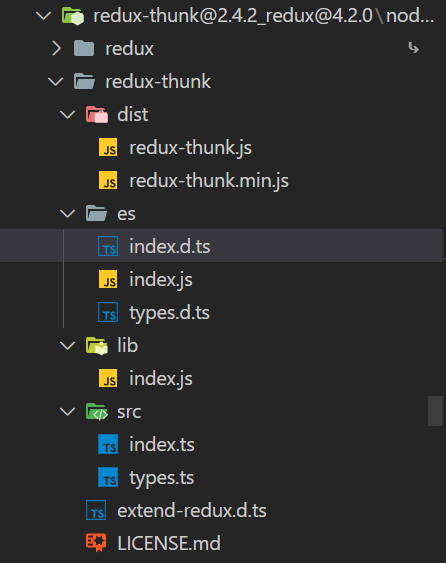 redux-thunk@2.4.2_redux@4.2.0\nod...
redux
redux-thunk
dist
JS redux-thunk.js
JS redux-thunk.min.js
es
TS index.d.ts
JS index.js
TS types.d.ts
lib
JS index.js
src
TS index.ts
TS types.ts
TS extend-redux.d.ts
LICENSE.md